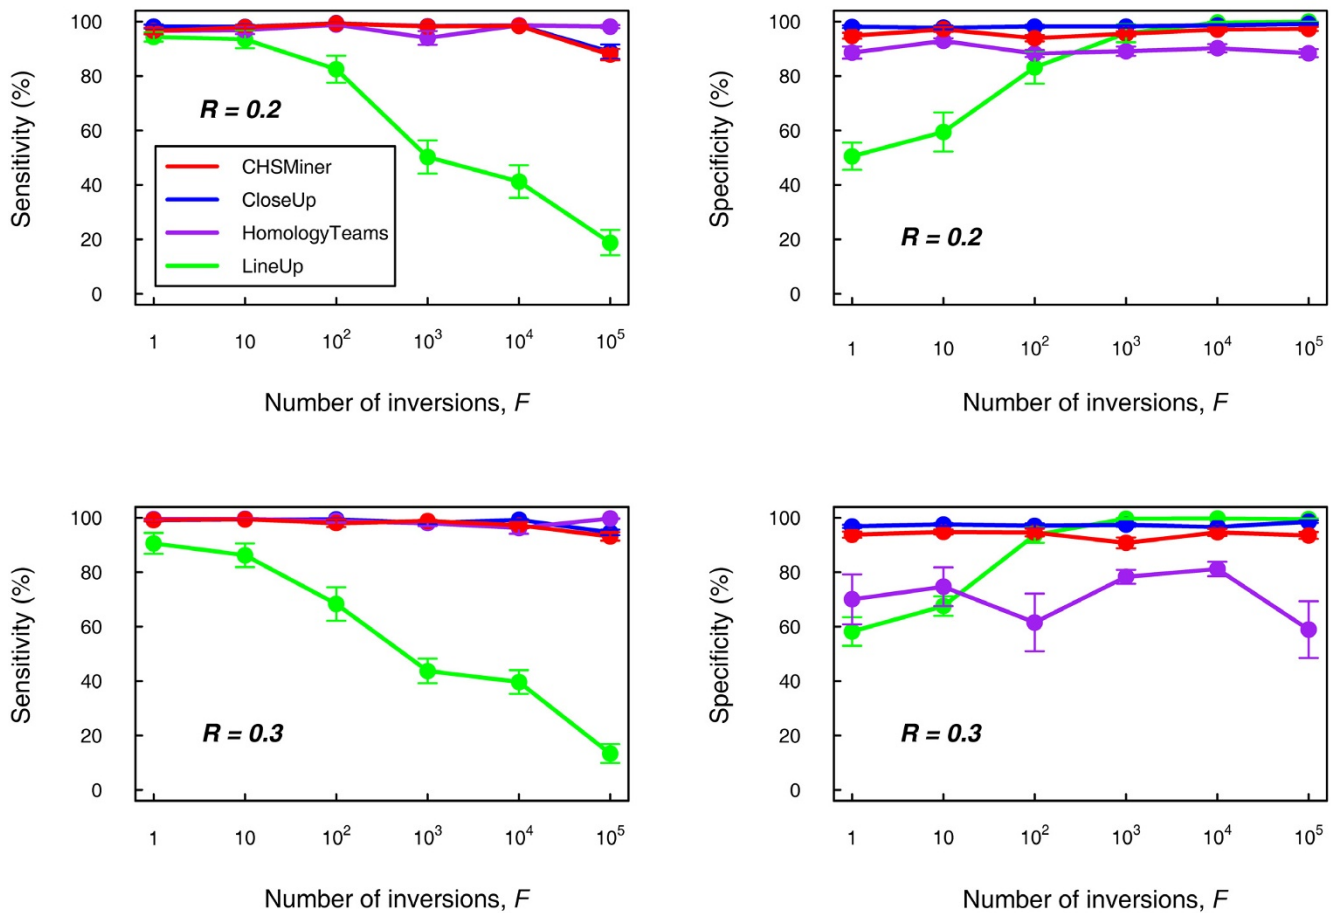 Sensitivity (%)
100
80
60
40
20
0
R = 0.2
CHSMiner
CloseUp
HomologyTeams
LineUp
1 10 10² 10³ 10⁴ 10⁵
Number of inversions, F
Specificity (%)
100
80
60
40
20
0
R = 0.2
1 10 10² 10³ 10⁴ 10⁵
Number of inversions, F
Sensitivity (%)
100
80
60
40
20
0
R = 0.3
1 10 10² 10³ 10⁴ 10⁵
Number of inversions, F
Specificity (%)
100
80
60
40
20
0
R = 0.3
1 10 10² 10³ 10⁴ 10⁵
Number of inversions, F